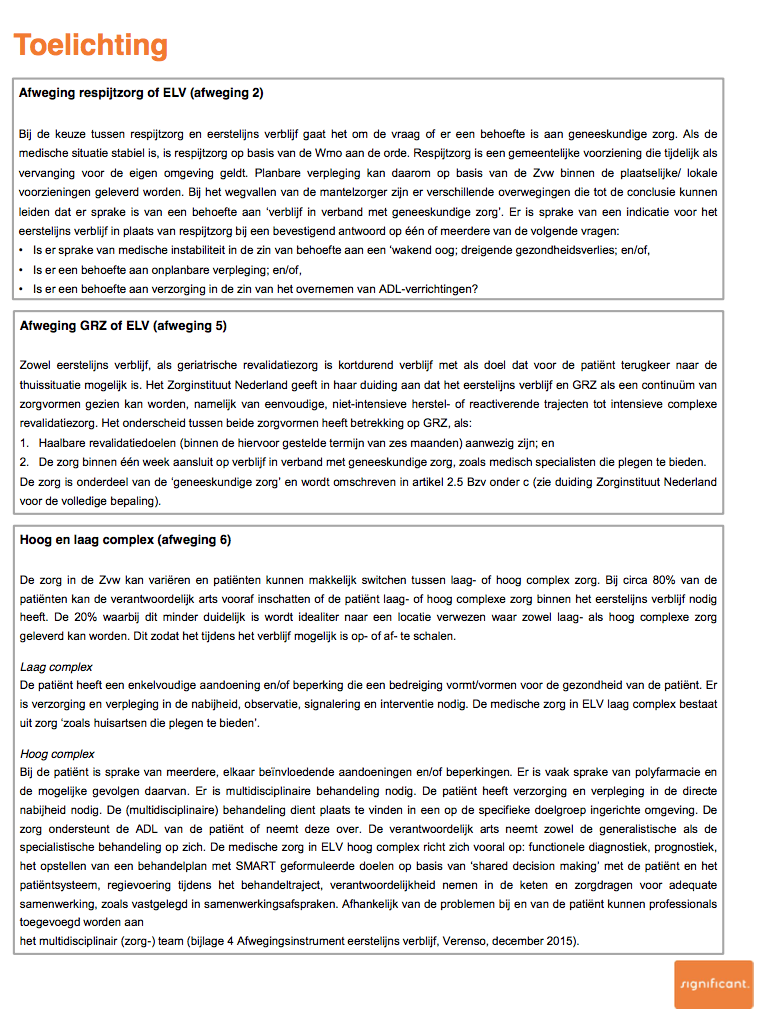 Toelichting
Afweging respijtzorg of ELV (afweging 2)
Bij de keuze tussen respijtzorg en eerstelijns verblijf gaat het om de vraag of er een behoefte is aan geneeskundige zorg. Als de
medische situatie stabiel is, is respijtzorg op basis van de Wmo aan de orde. Respijtzorg is een gemeentelijke voorziening die tijdelijk als
vervanging voor de eigen omgeving geldt. Planbare verpleging kan daarom op basis van de Zvw binnen de plaatselijke/ lokale
voorzieningen geleverd worden. Bij het wegvallen van de mantelzorger zijn er verschillende overwegingen die tot de conclusie kunnen
leiden dat er sprake is van een behoefte aan ‘verblijf in verband met geneeskundige zorg’. Er is sprake van een indicatie voor het
eerstelijns verblijf in plaats van respijtzorg bij een bevestigend antwoord op één of meerdere van de volgende vragen:
• Is er sprake van medische instabiliteit in de zin van behoefte aan een ‘wakend oog; dreigende gezondheidsverlies; en/of,
• Is er een behoefte aan onplanbare verpleging; en/of,
• Is er een behoefte aan verzorging in de zin van het overnemen van ADL-verrichtingen?
Afweging GRZ of ELV (afweging 5)
Zowel eerstelijns verblijf, als geriatrische revalidatiezorg is kortdurend verblijf met als doel dat voor de patiënt terugkeer naar de
thuissituatie mogelijk is. Het Zorginstituut Nederland geeft in haar duiding aan dat het eerstelijns verblijf en GRZ als een continuüm van
zorgvormen gezien kan worden, namelijk van eenvoudige, niet-intensieve herstel- of reactiverende trajecten tot intensieve complexe
revalidatiezorg. Het onderscheid tussen beide zorgvormen heeft betrekking op GRZ, als:
1. Haalbare revalidatiedoelen (binnen de hiervoor gestelde termijn van zes maanden) aanwezig zijn; en
2. De zorg binnen één week aansluit op verblijf in verband met geneeskundige zorg, zoals medisch specialisten die plegen te bieden.
De zorg is onderdeel van de ‘geneeskundige zorg’ en wordt omschreven in artikel 2.5 Bzv onder c (zie duiding Zorginstituut Nederland
voor de volledige bepaling).
Hoog en laag complex (afweging 6)
De zorg in de Zvw kan variëren en patiënten kunnen makkelijk switchen tussen laag- of hoog complex zorg. Bij circa 80% van de
patiënten kan de verantwoordelijk arts vooraf inschatten of de patiënt laag- of hoog complexe zorg binnen het eerstelijns verblijf nodig
heeft. De 20% waarbij dit minder duidelijk is wordt idealiter naar een locatie verwezen waar zowel laag- als hoog complexe zorg
geleverd kan worden. Dit zodat het tijdens het verblijf mogelijk is op- of af- te schalen.
Laag complex
De patiënt heeft een enkelvoudige aandoening en/of beperking die een bedreiging vormt/vormen voor de gezondheid van de patiënt. Er
is verzorging en verpleging in de nabijheid, observatie, signalering en interventie nodig. De medische zorg in ELV laag complex bestaat
uit zorg ‘zoals huisartsen die plegen te bieden’.
Hoog complex
Bij de patiënt is sprake van meerdere, elkaar beïnvloedende aandoeningen en/of beperkingen. Er is vaak sprake van polyfarmacie en
de mogelijke gevolgen daarvan. Er is multidisciplinaire behandeling nodig. De patiënt heeft verzorging en verpleging in de directe
nabijheid nodig. De (multidisciplinaire) behandeling dient plaats te vinden in een op de specifieke doelgroep ingerichte omgeving. De
zorg ondersteunt de ADL van de patiënt of neemt deze over. De verantwoordelijk arts neemt zowel de generalistische als de
specialistische behandeling op zich. De medische zorg in ELV hoog complex richt zich vooral op: functionele diagnostiek, prognostiek,
het opstellen van een behandelplan met SMART geformuleerde doelen op basis van ‘shared decision making’ met de patiënt en het
patiëntsysteem, regievoering tijdens het behandeltraject, verantwoordelijkheid nemen in de keten en zorgdragen voor adequate
samenwerking, zoals vastgelegd in samenwerkingsafspraken. Afhankelijk van de problemen bij en van de patiënt kunnen professionals
toegevoegd worden aan
het multidisciplinair (zorg-) team (bijlage 4 Afwegingsinstrument eerstelijns verblijf, Verenso, december 2015).
significant.